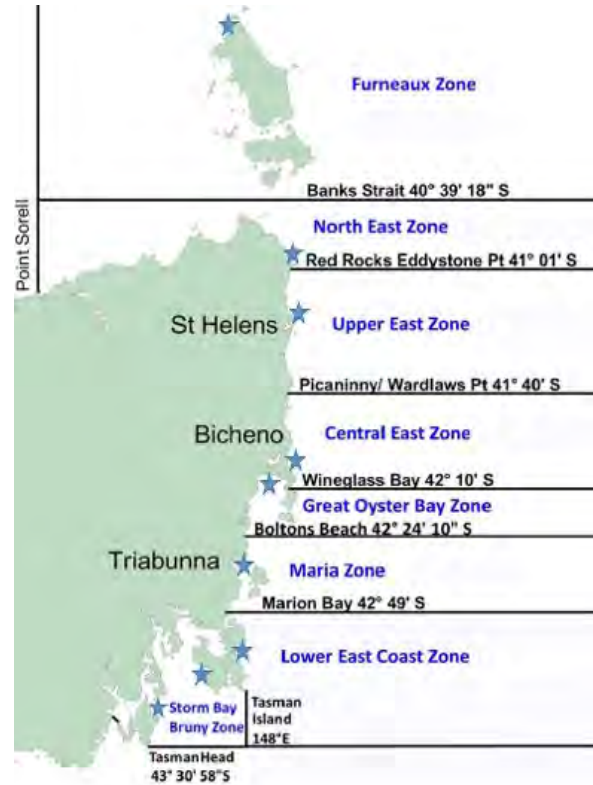 Furneaux Zone
Banks Strait 40° 39' 18" S
Point Sorell
North East Zone
Red Rocks Eddystone Pt 41° 01' S
St Helens
Upper East Zone
Picaninny/ Wardlaws Pt 41° 40' S
Bicheno
Central East Zone
Wineglass Bay 42° 10' S
Great Oyster Bay Zone
Boltons Beach 42° 24' 10" S
Triabunna
Maria Zone
Marion Bay 42° 49' S
Lower East Coast Zone
Storm Bay
Bruny Zone
Tasman
Island
148°E
Tasman Head
43° 30' 58"S